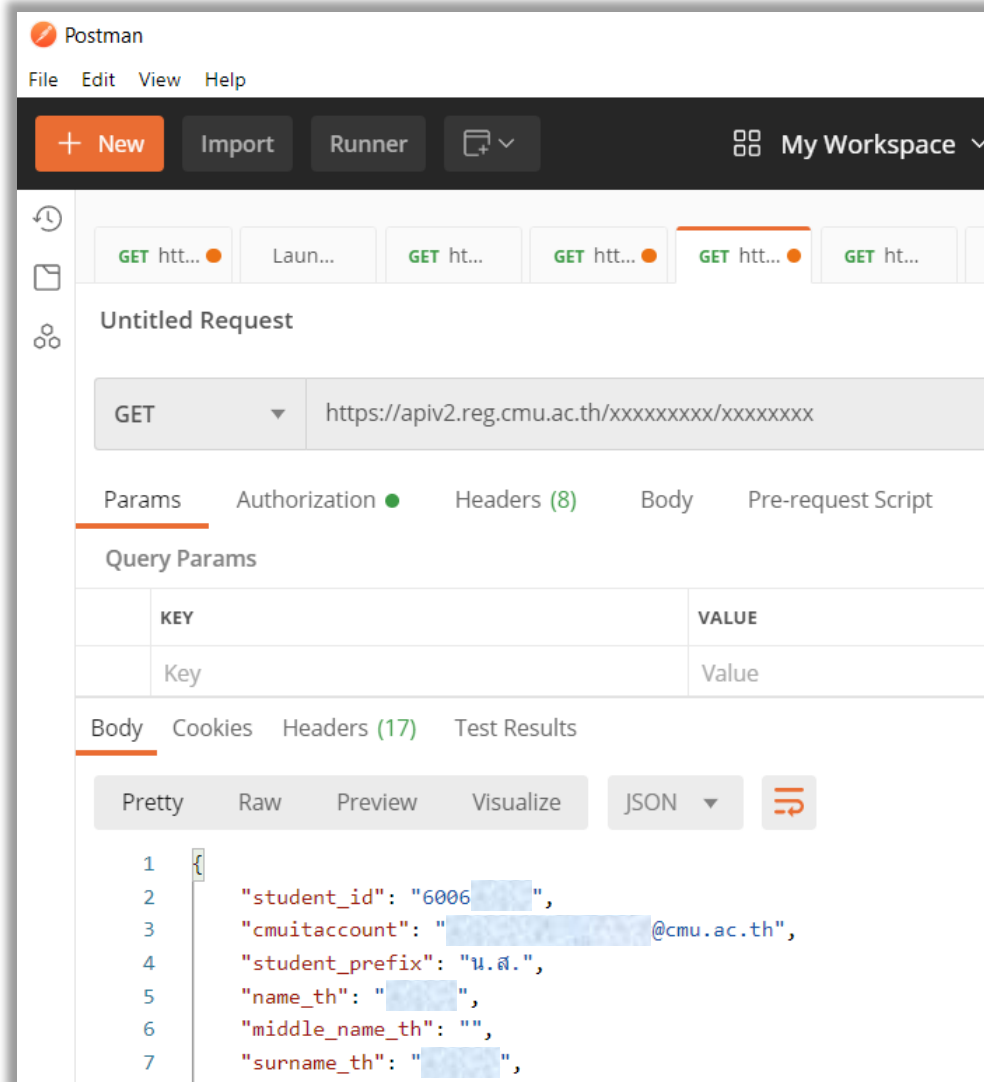 Postman
File Edit View Help
+ New Import Runner My Workspace
GET htt... Laun... GET ht... GET htt... GET htt... GET ht...
Untitled Request
GET https://apiv2.reg.cmu.ac.th/xxxxxxxxx/xxxxxxxx
Params Authorization Headers (8) Body Pre-request Script
Query Params
KEY VALUE
Key Value
Body Cookies Headers (17) Test Results
Pretty Raw Preview Visualize JSON
1 {
2 "student_id": "6006 ",
3 "cmuitaccount": " @cmu.ac.th",
4 "student_prefix": "น.ส.",
5 "name_th": " ",
6 "middle_name_th": "",
7 "surname_th": " ",